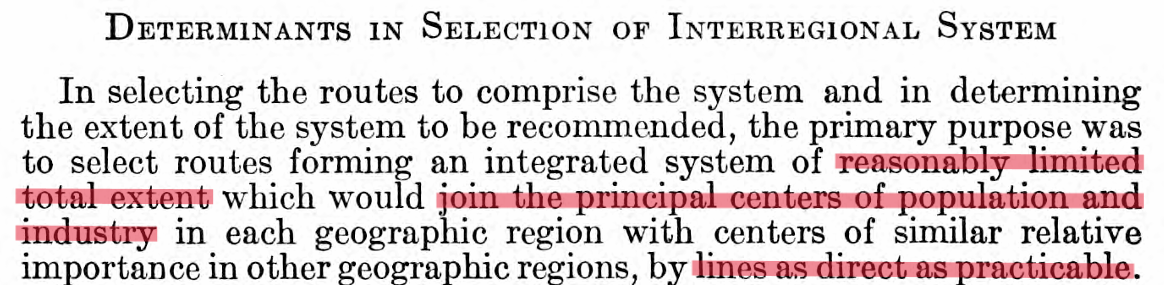 DETERMINANTS IN SELECTION OF INTERREGIONAL SYSTEM
In selecting the routes to comprise the system and in determining
the extent of the system to be recommended, the primary purpose was
to select routes forming an integrated system of reasonably limited
total extent which would join the principal centers of population and
industry in each geographic region with centers of similar relative
importance in other geographic regions, by lines as direct as practicable.